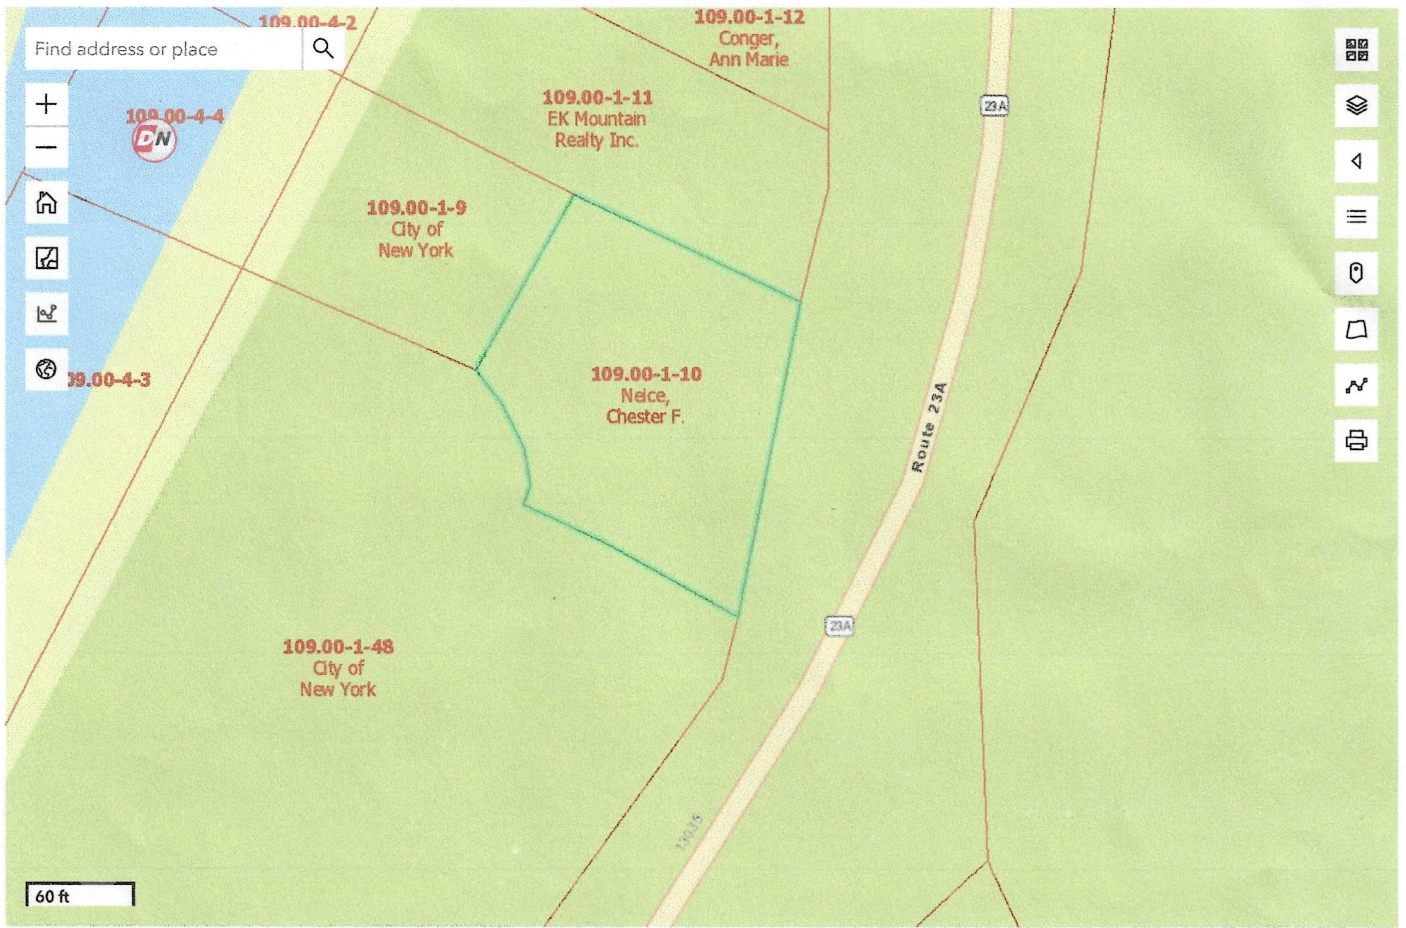 109.00-4-2
109.00-1-12
Conger,
Ann Marie
Find address or place
109.00-1-11
EK Mountain
Realty Inc.
23A
109.00-4-4
DN
109.00-1-9
City of
New York
109.00-1-10
Neice,
Chester F.
09.00-4-3
Route 23A
23A
109.00-1-48
City of
New York
13035
60 ft